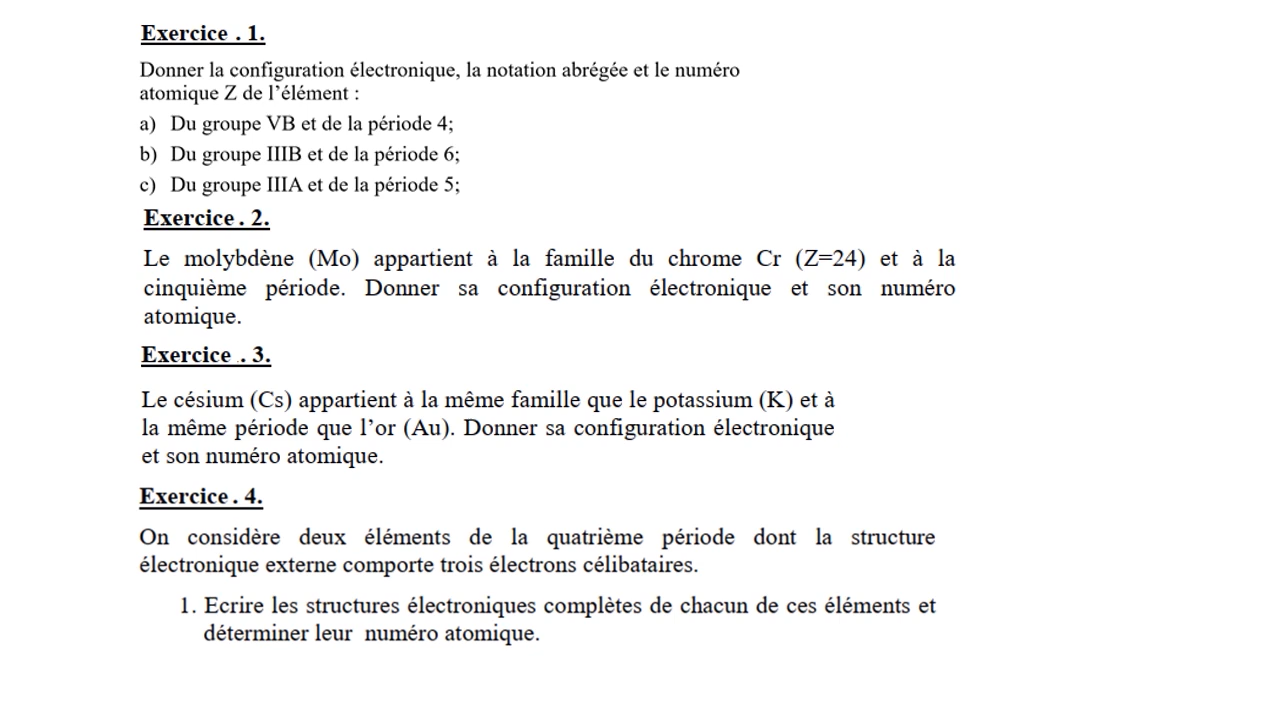 Exercice . 1.
Donner la configuration électronique, la notation abrégée et le numéro
atomique Z de l’élément :
a) Du groupe VB et de la période 4;
b) Du groupe IIIB et de la période 6;
c) Du groupe IIIA et de la période 5;
Exercice . 2.
Le molybdène (Mo) appartient à la famille du chrome Cr (Z=24) et à la
cinquième période. Donner sa configuration électronique et son numéro
atomique.
Exercice . 3.
Le césium (Cs) appartient à la même famille que le potassium (K) et à
la même période que l’or (Au). Donner sa configuration électronique
et son numéro atomique.
Exercice . 4.
On considère deux éléments de la quatrième période dont la structure
électronique externe comporte trois électrons célibataires.
1. Ecrire les structures électroniques complètes de chacun de ces éléments et
déterminer leur numéro atomique.